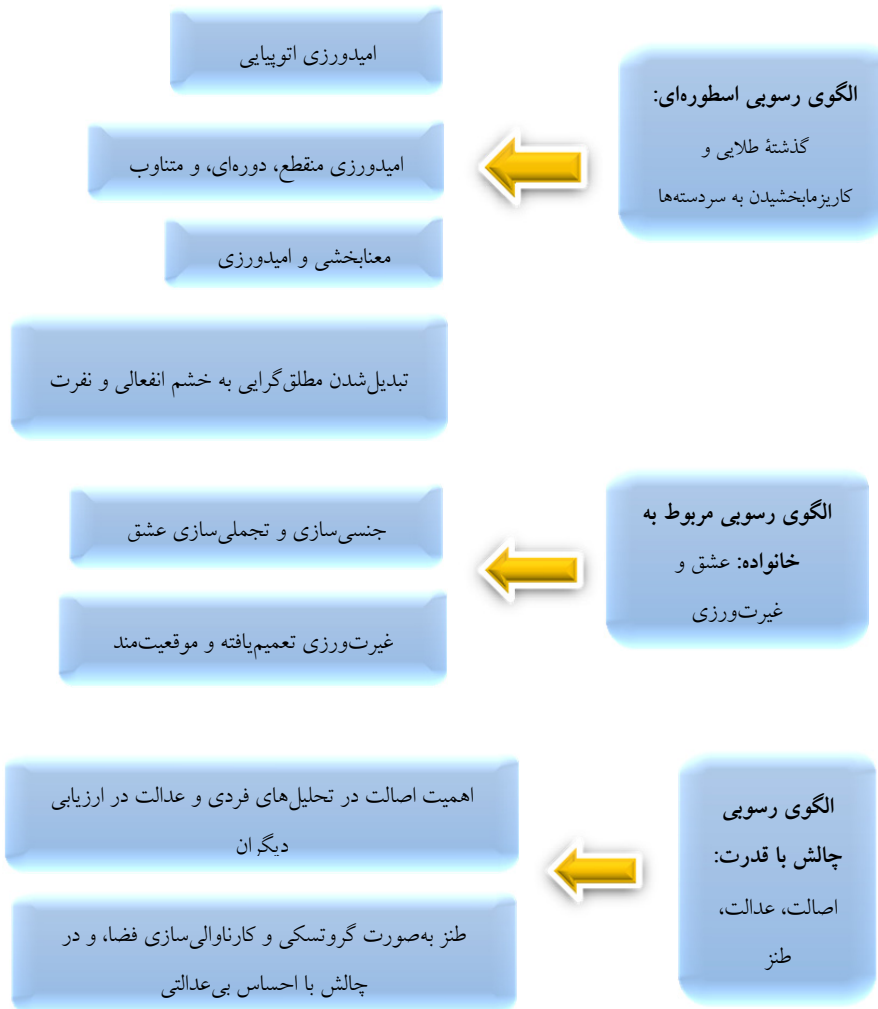 الگوی رسوبی اسطوره‌ای:
گذشتهٔ طلایی و
کاریزمابخشیدن به سردسته‌ها
امیدورزی اتوپیایی
امیدورزی منقطع، دوره‌ای، و متناوب
معنابخشی و امیدورزی
تبدیل‌شدن مطلق‌گرایی به خشم انفعالی و نفرت
الگوی رسوبی مربوط به
خانواده: عشق و
غیرت‌ورزی
جنسی‌سازی و تجملی‌سازی عشق
غیرت‌ورزی تعمیم‌یافته و موقعیت‌مند
الگوی رسوبی
چالش با قدرت:
اصالت، عدالت،
طنز
اهمیت اصالت در تحلیل‌های فردی و عدالت در ارزیابی
دیگران
طنز به‌صورت گروتسکی و کارناوالی‌سازی فضا، و در
چالش با احساس بی‌عدالتی